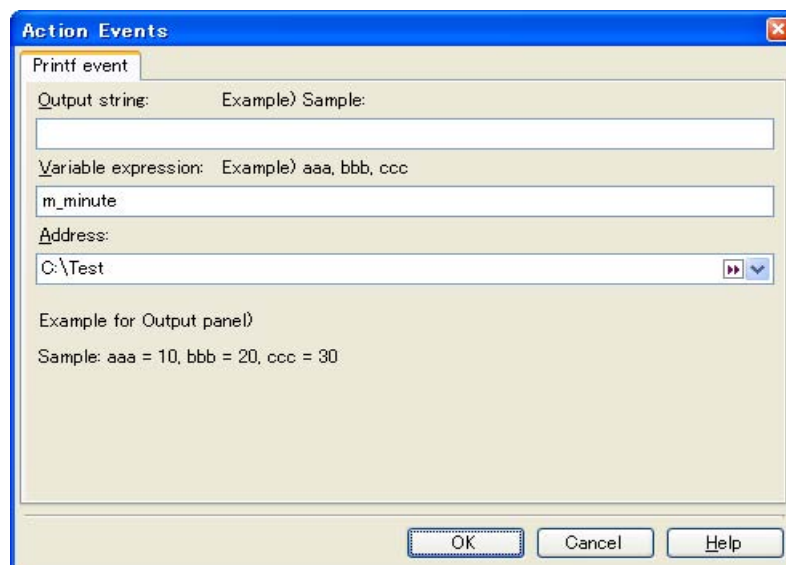 Action Events
Printf event
Output string: Example) Sample:
Variable expression: Example) aaa, bbb, ccc
m_minute
Address:
C:\Test
Example for Output panel)
Sample: aaa = 10, bbb = 20, ccc = 30
OK Cancel Help